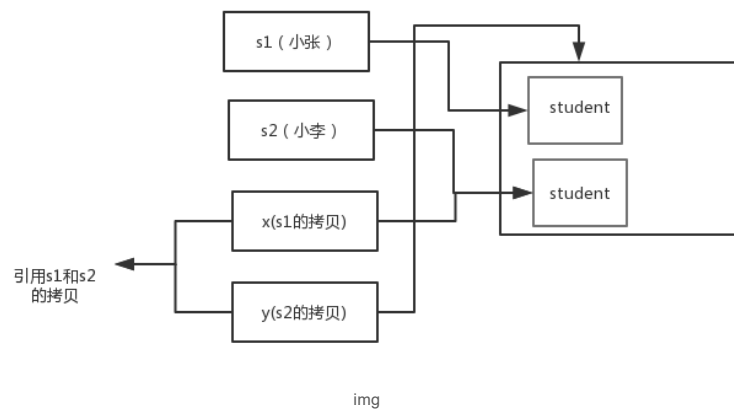 s1（小张）
student
s2（小李）
student
x(s1的拷贝)
引用s1和s2
的拷贝
y(s2的拷贝)
img